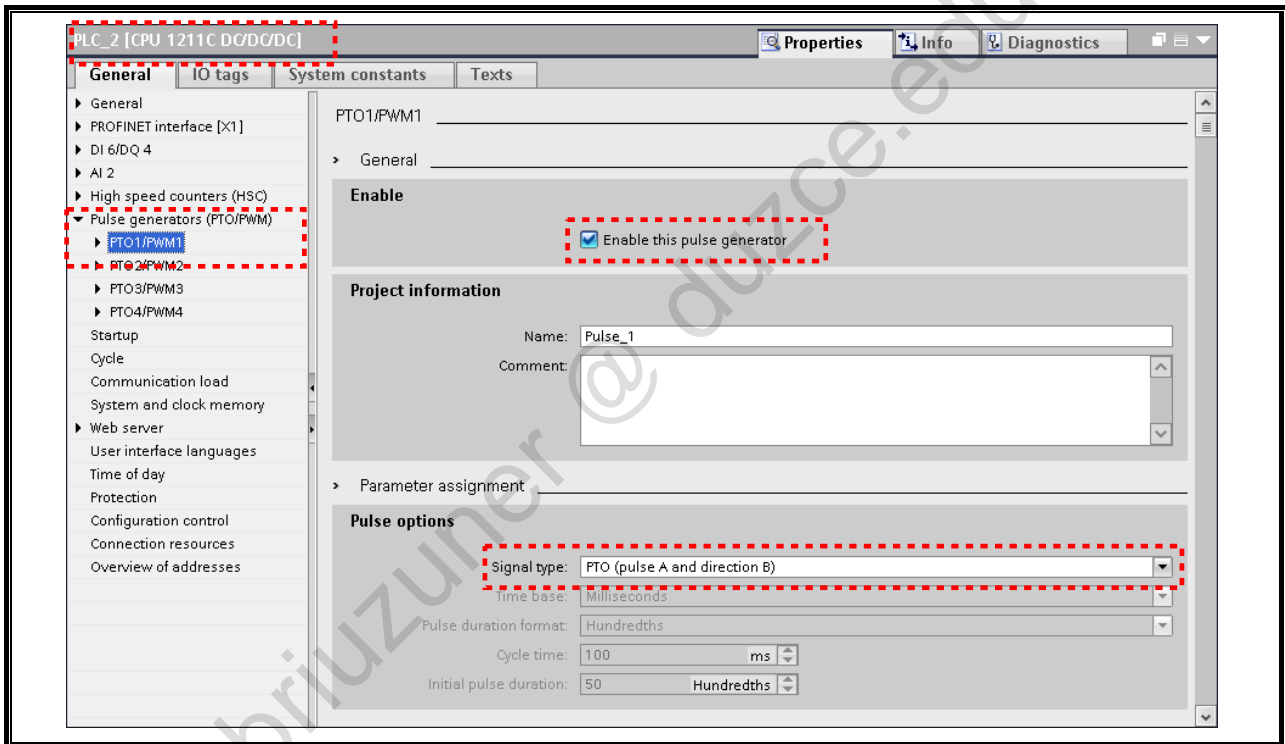 PLC_2 [CPU 1211C DC/DC/DC]
Properties
Info
Diagnostics
General
IO tags
System constants
Texts
General
PROFINET interface [X1]
DI 6/DQ 4
AI 2
High speed counters (HSC)
Pulse generators (PTO/PWM)
PTO1/PWM1
PTO2/PWM2
PTO3/PWM3
PTO4/PWM4
Startup
Cycle
Communication load
System and clock memory
Web server
User interface languages
Time of day
Protection
Configuration control
Connection resources
Overview of addresses
PTO1/PWM1
General
Enable
Enable this pulse generator
Project information
Name: Pulse_1
Comment:
Parameter assignment
Pulse options
Signal type: PTO (pulse A and direction B)
Time base: Milliseconds
Pulse duration format: Hundredths
Cycle time: 100 ms
Initial pulse duration: 50 Hundredths
briuzuner @ duzce.edu